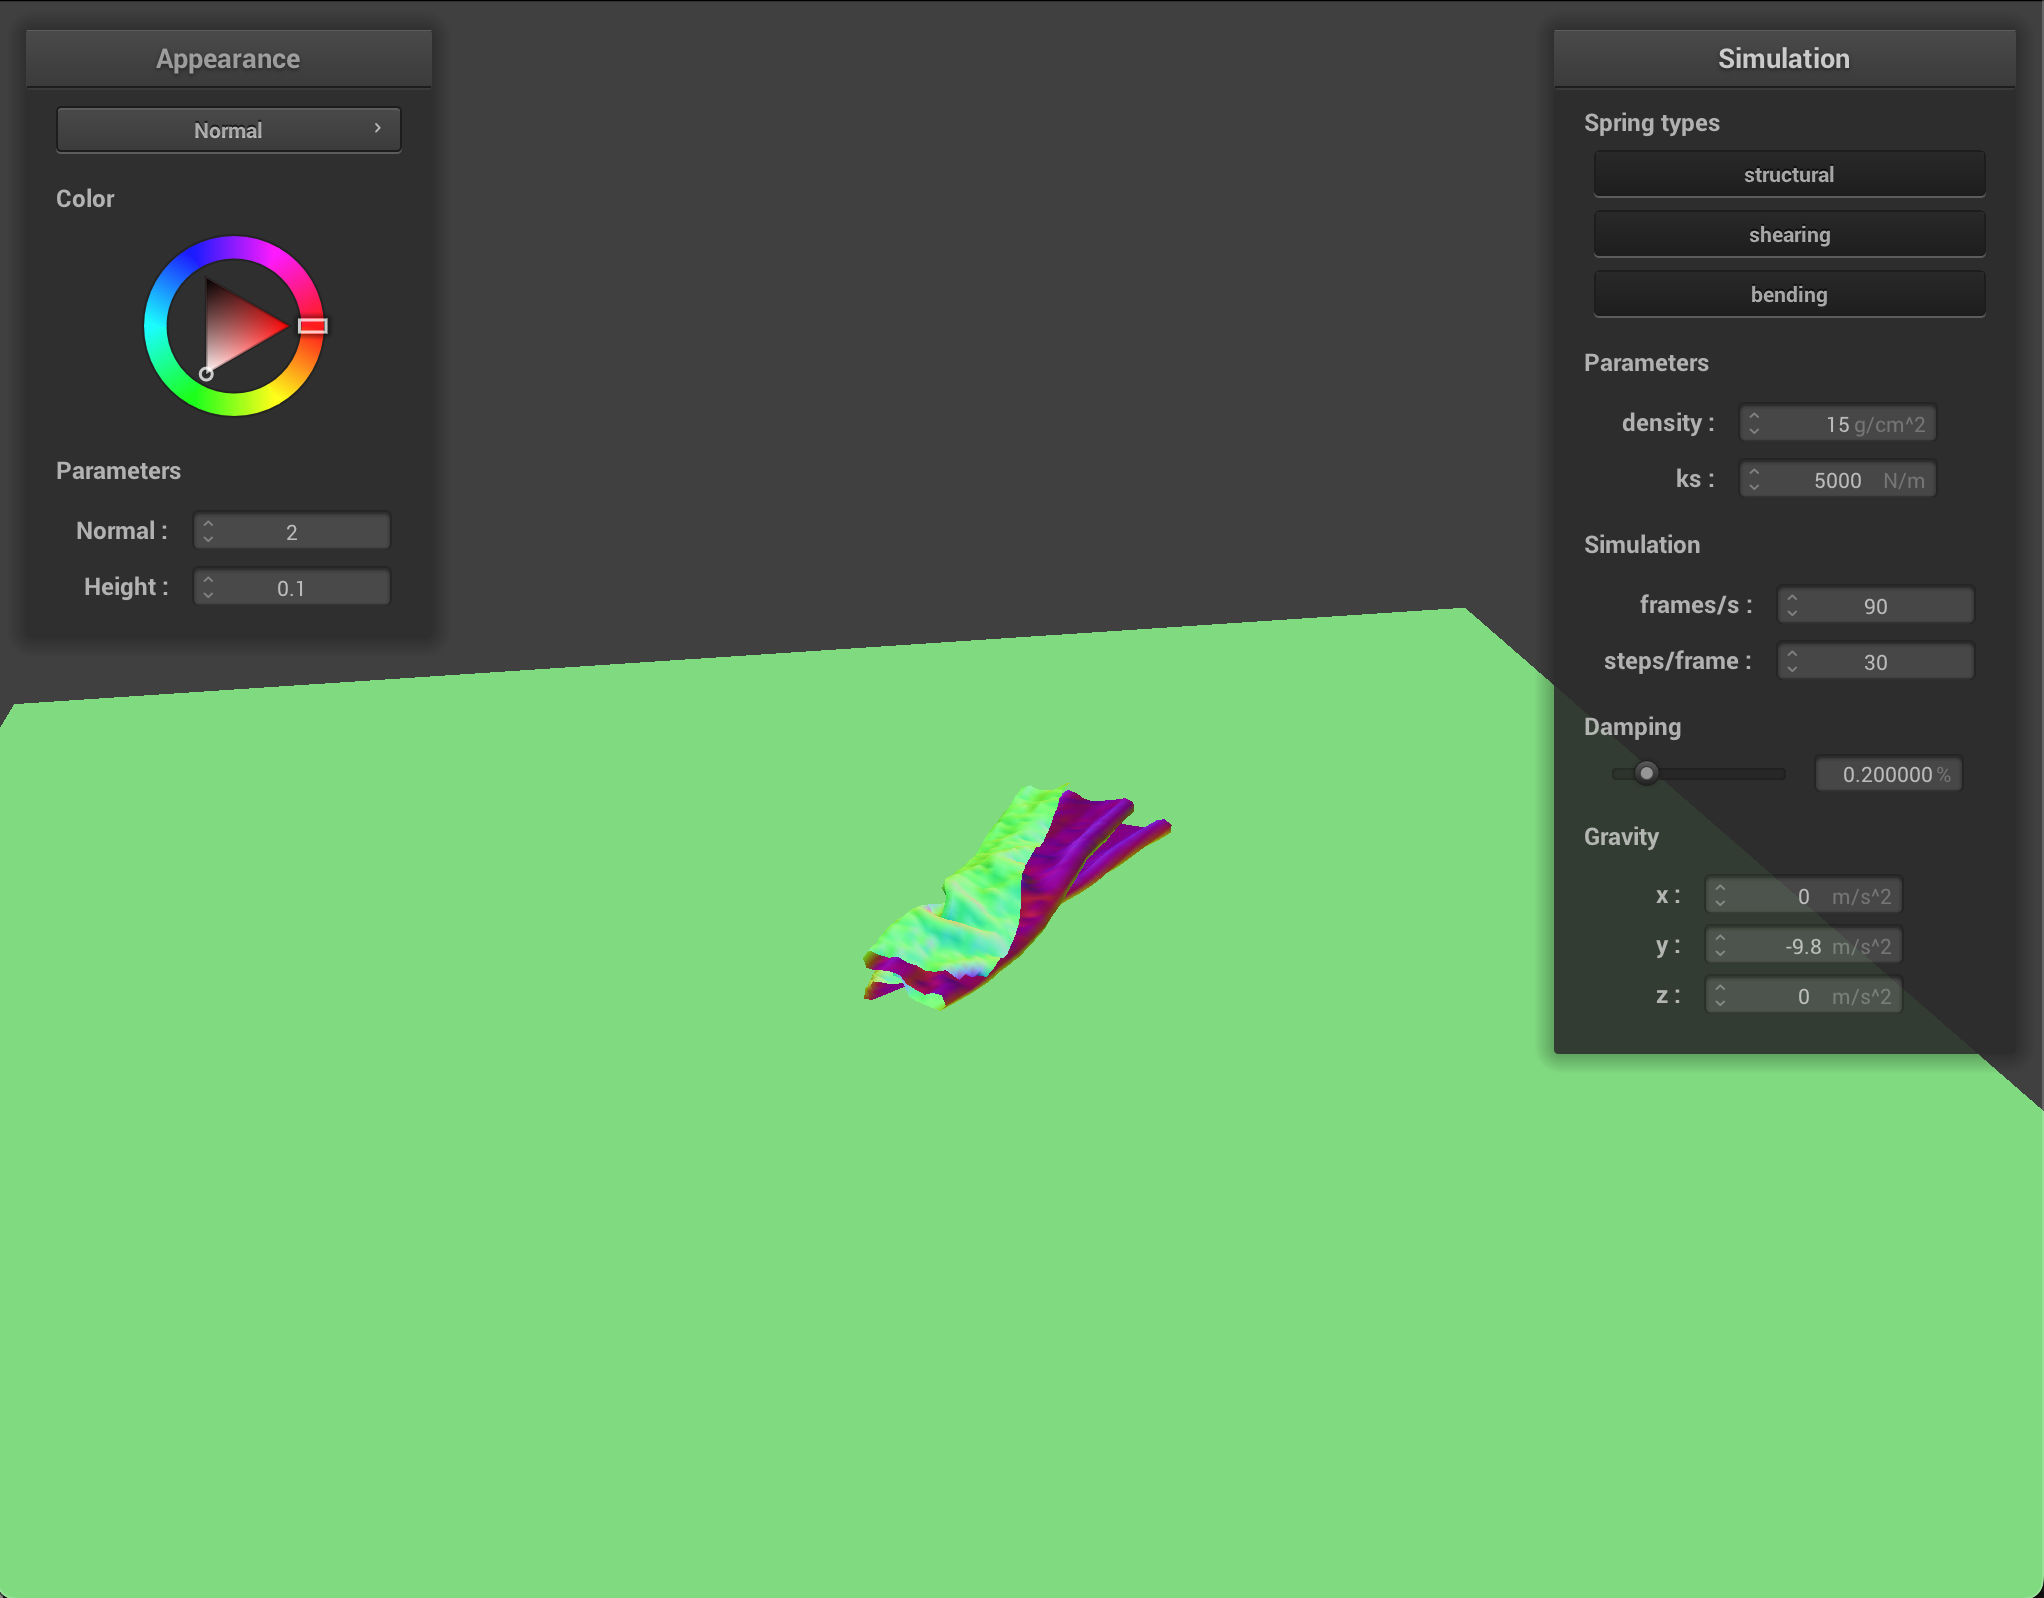 Appearance
Normal
Color
Parameters
Normal : 2
Height : 0.1
Simulation
Spring types
structural
shearing
bending
Parameters
density : 15 g/cm^2
ks : 5000 N/m
Simulation
frames/s : 90
steps/frame : 30
Damping
0.200000 %
Gravity
x : 0 m/s^2
y : -9.8 m/s^2
z : 0 m/s^2